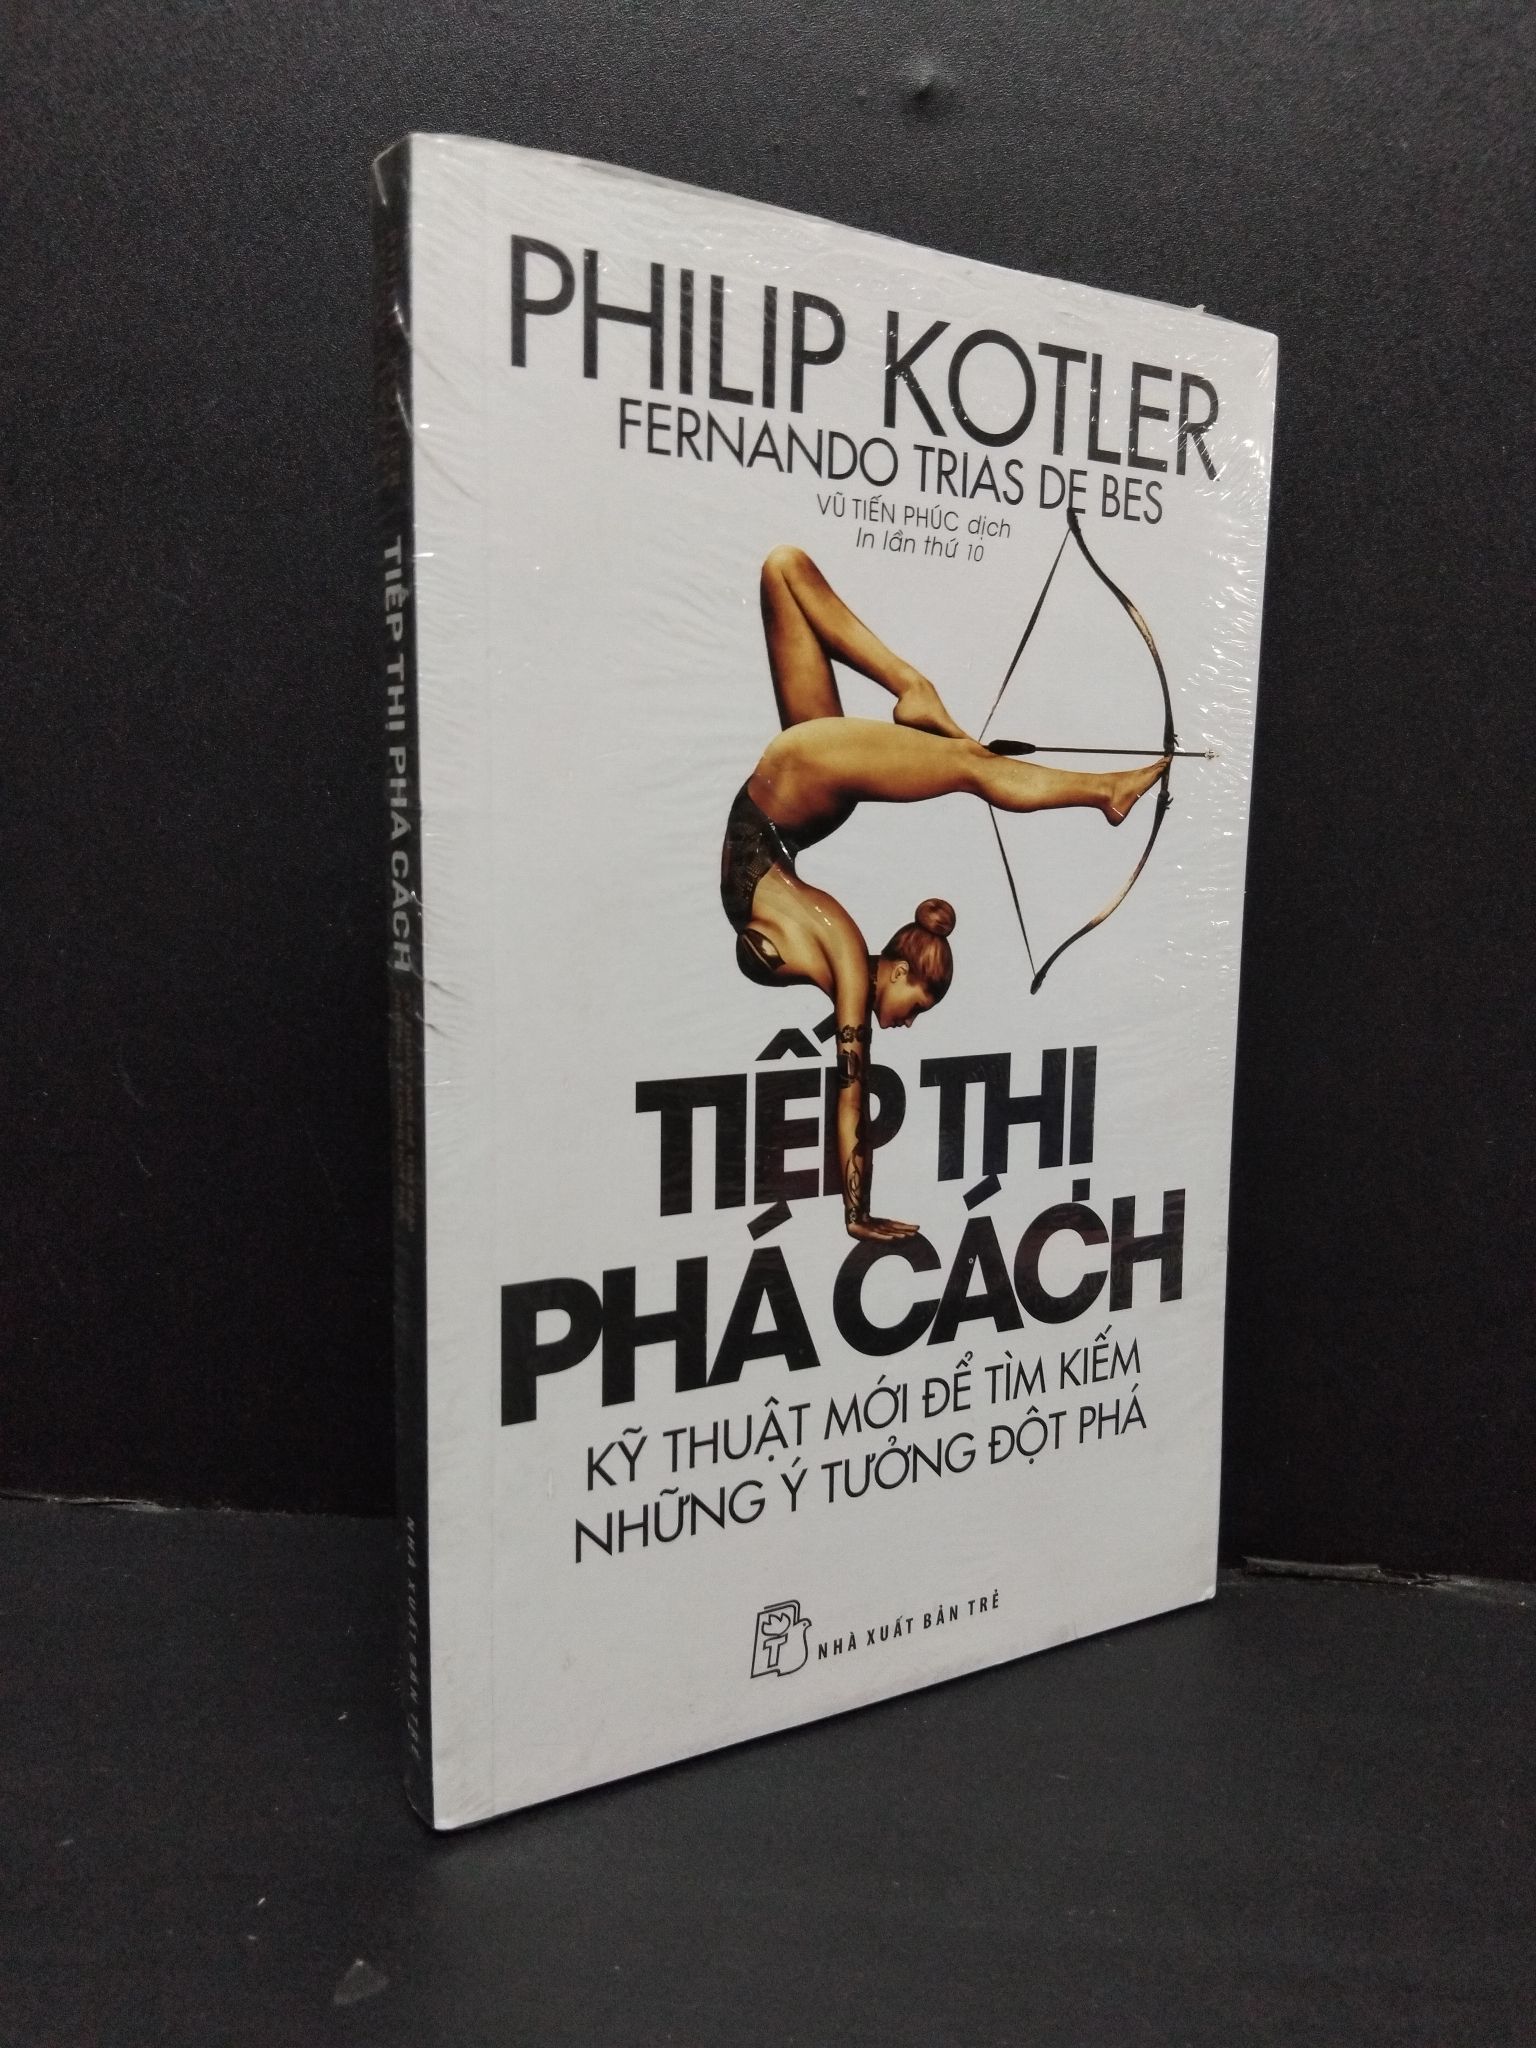 PHILIP KOTLER
FERNANDO TRIAS DE BES
VŨ TIẾN PHÚC dịch
In lần thứ 10
TIẾP THỊ
PHÁ CÁCH
KỸ THUẬT MỚI ĐỂ TÌM KIẾM
NHỮNG Ý TƯỞNG ĐỘT PHÁ
T
NHÀ XUẤT BẢN TRẺ
TIẾP THỊ PHÁ CÁCH
NHÀ XUẤT BẢN TRẺ